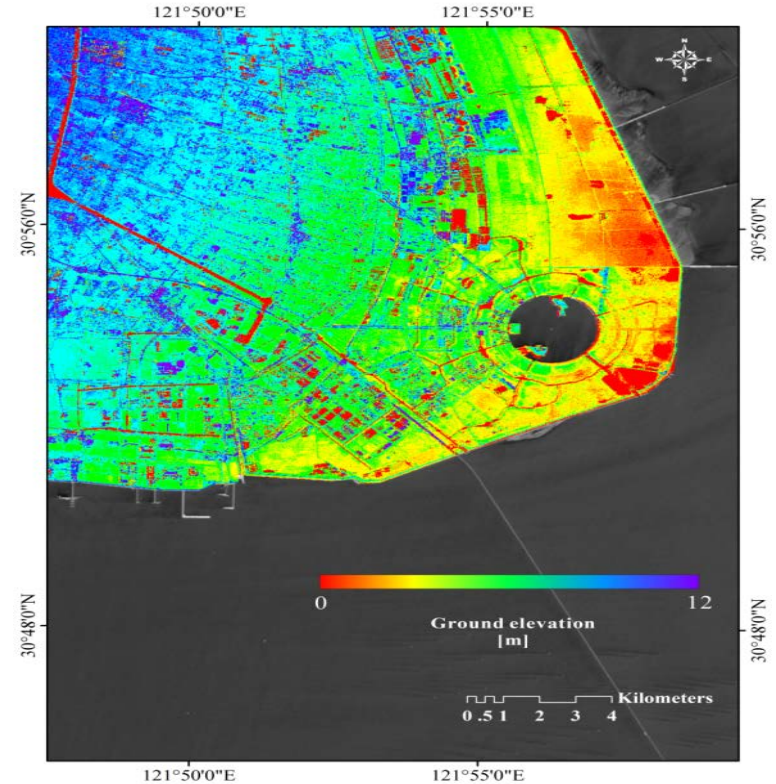 121°50'0"E 121°55'0"E
N
W E
S
30°56'0"N 30°56'0"N
0 12
Ground elevation
[m]
30°48'0"N 30°48'0"N
Kilometers
0 .5 1 2 3 4
121°50'0"E 121°55'0"E